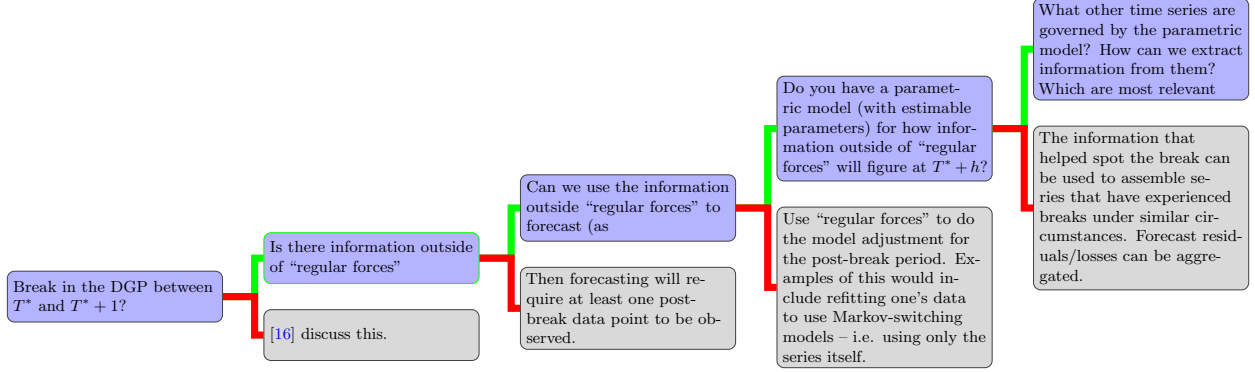 Break in the DGP between
T* and T* + 1?
Is there information outside
of “regular forces”
[16] discuss this.
Can we use the information
outside “regular forces” to
forecast (as
Then forecasting will re-
quire at least one post-
break data point to be ob-
served.
Do you have a paramet-
ric model (with estimable
parameters) for how infor-
mation outside of “regular
forces” will figure at T* + h?
Use “regular forces” to do
the model adjustment for
the post-break period. Ex-
amples of this would in-
clude refitting one’s data
to use Markov-switching
models – i.e. using only the
series itself.
What other time series are
governed by the parametric
model? How can we extract
information from them?
Which are most relevant
The information that
helped spot the break can
be used to assemble se-
ries that have experienced
breaks under similar cir-
cumstances. Forecast resid-
uals/losses can be aggre-
gated.